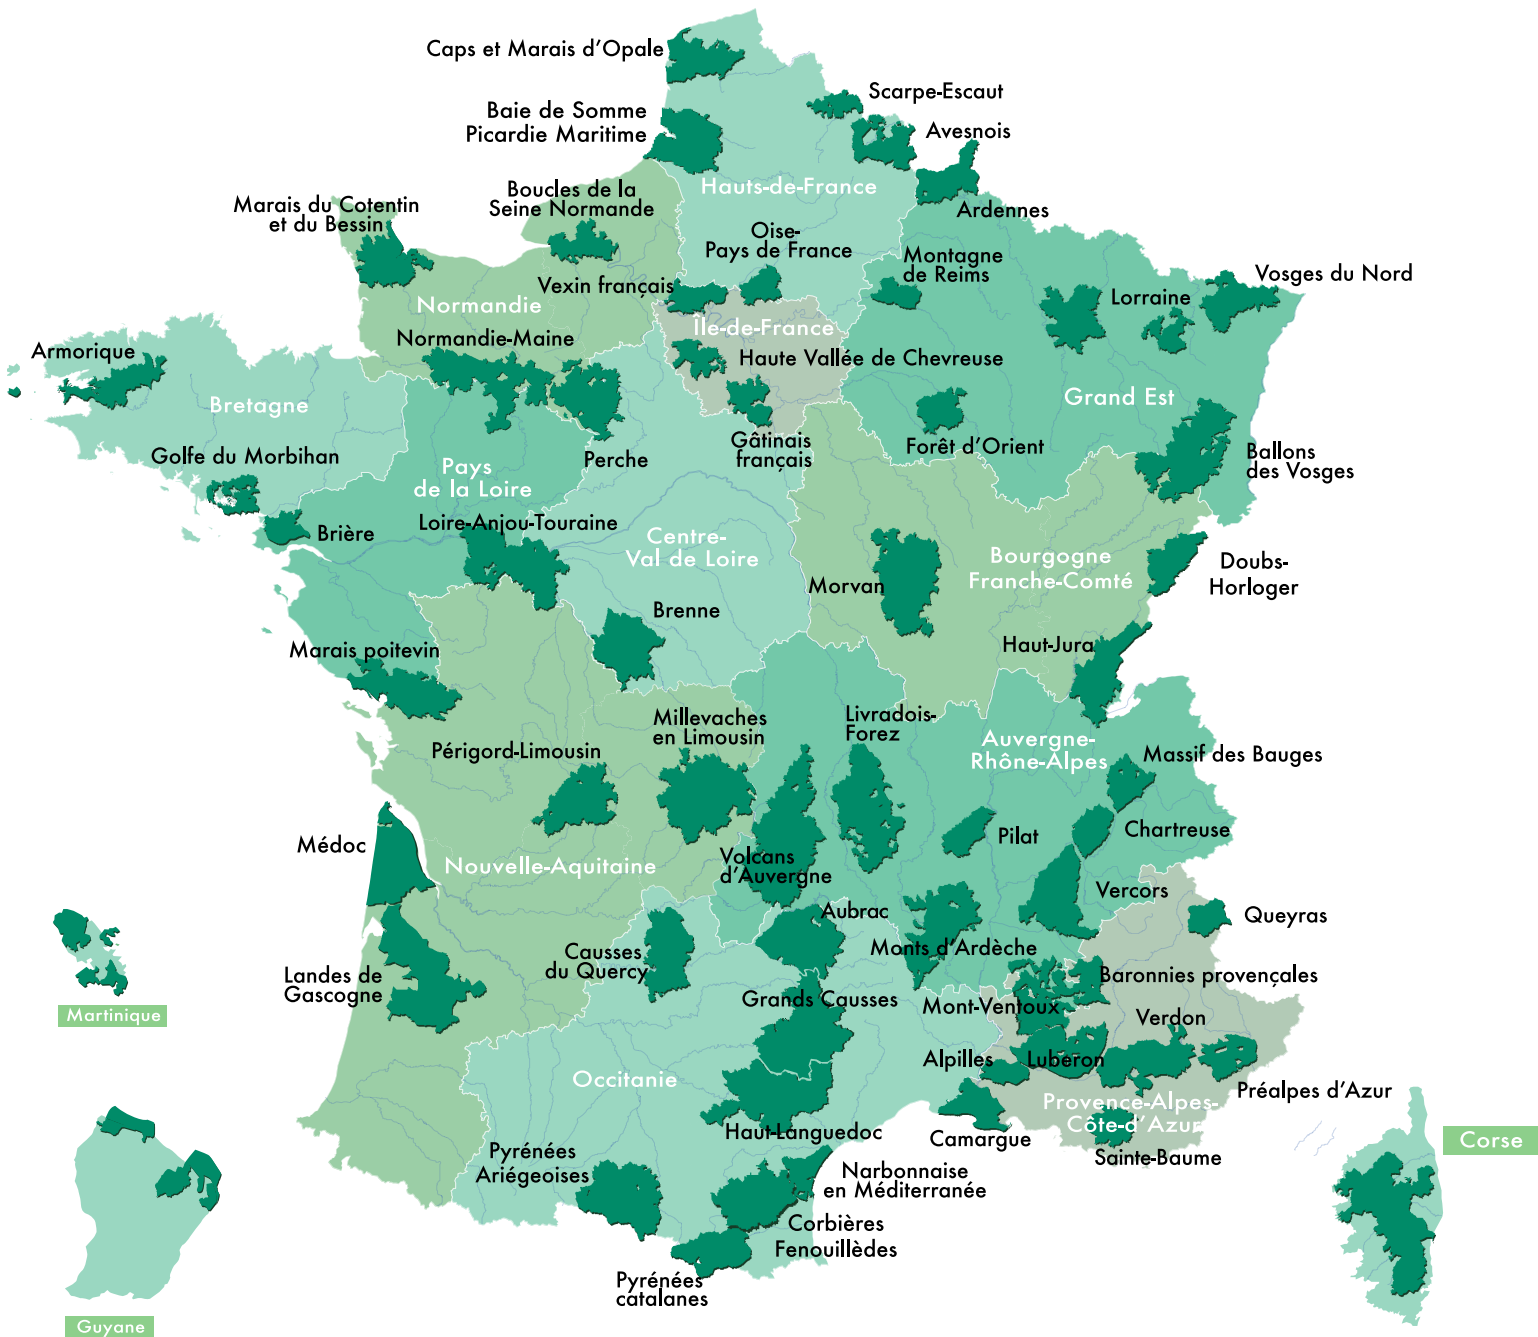 Caps et Marais d'Opale
Scarpe-Escaut
Baie de Somme
Picardie Maritime
Avesnois
Hauts-de-France
Boucles de la
Seine Normande
Marais du Cotentin
et du Bessin
Ardennes
Oise-
Pays de France
Montagne
de Reims
Vosges du Nord
Vexin français
Lorraine
Normandie
Île-de-France
Normandie-Maine
Armorique
Haute Vallée de Chevreuse
Bretagne
Grand Est
Gâtinais
français
Forêt d'Orient
Golfe du Morbihan
Perche
Ballons
des Vosges
Pays
de la Loire
Loire-Anjou-Touraine
Brière
Centre-
Val de Loire
Bourgogne
Franche-Comté
Doubs-
Horloger
Morvan
Brenne
Haut-Jura
Marais poitevin
Millevaches
en Limousin
Livradois-
Forez
Auvergne-
Rhône-Alpes
Périgord-Limousin
Massif des Bauges
Médoc
Pilat
Chartreuse
Nouvelle-Aquitaine
Volcans
d'Auvergne
Vercors
Aubrac
Queyras
Causses
du Quercy
Monts d'Ardèche
Landes de
Gascogne
Baronnies provençales
Grands Causses
Mont-Ventoux
Martinique
Verdon
Alpilles
Luberon
Occitanie
Préalpes d'Azur
Provence-Alpes-
Côte-d'Azur
Haut-Languedoc
Camargue
Corse
Sainte-Baume
Pyrénées
Ariégeoises
Narbonnaise
en Méditerranée
Corbières
Fenouillèdes
Pyrénées
catalanes
Guyane